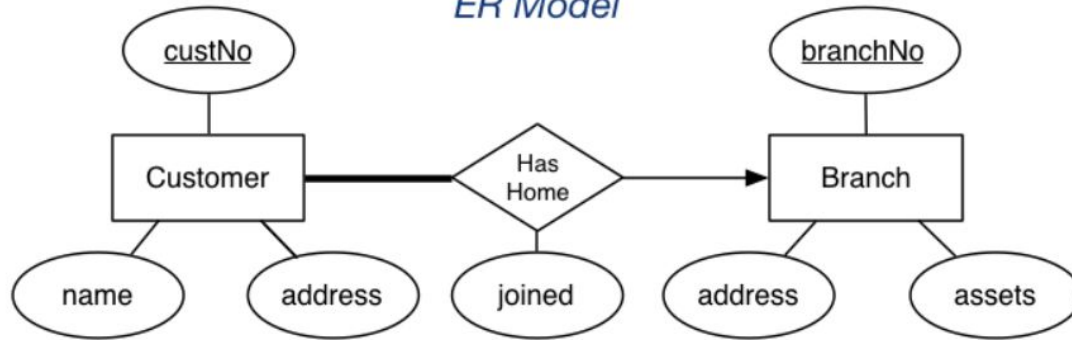 ER Model
custNo
branchNo
Customer
Has
Home
Branch
name
address
joined
address
assets